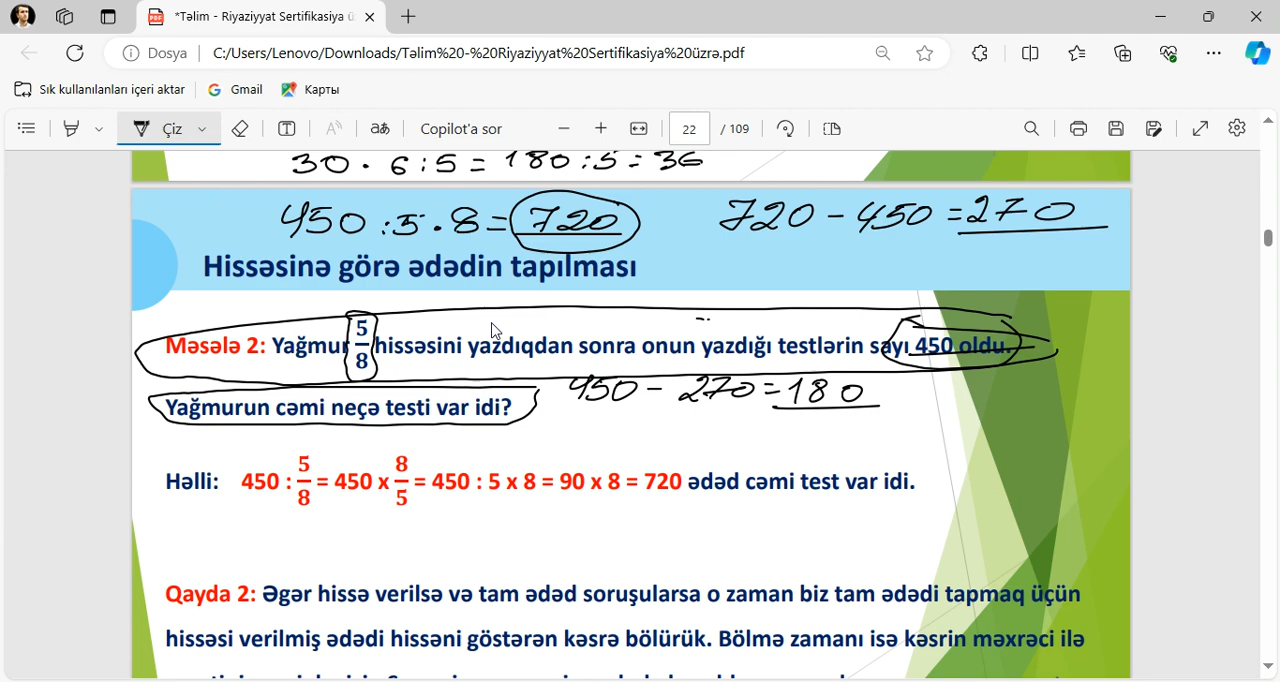 *Təlim - Riyaziyyat Sertifikasiya ü
Dosya C:/Users/Lenovo/Downloads/Təlim%20-%20Riyaziyyat%20Sertifikasiya%20üzrə.pdf
Sık kullanılanları içeri aktar Gmail Карты
Çiz Copilot'a sor 22 / 109
30 · 6 : 5 = 180 : 5 = 36
450 : 5 · 8 = 720 720 - 450 = 270
Hissəsinə görə ədədin tapılması
Məsələ 2: Yağmur 5/8 hissəsini yazdıqdan sonra onun yazdığı testlərin sayı 450 oldu.
450 - 270 = 180
Yağmurun cəmi neçə testi var idi?
Həlli: 450 : 5/8 = 450 x 8/5 = 450 : 5 x 8 = 90 x 8 = 720 ədəd cəmi test var idi.
Qayda 2: Əgər hissə verilsə və tam ədəd soruşularsa o zaman biz tam ədədi tapmaq üçün
hissəsi verilmiş ədədi hissəni göstərən kəsrə bölürük. Bölmə zamanı isə kəsrin məxrəci ilə